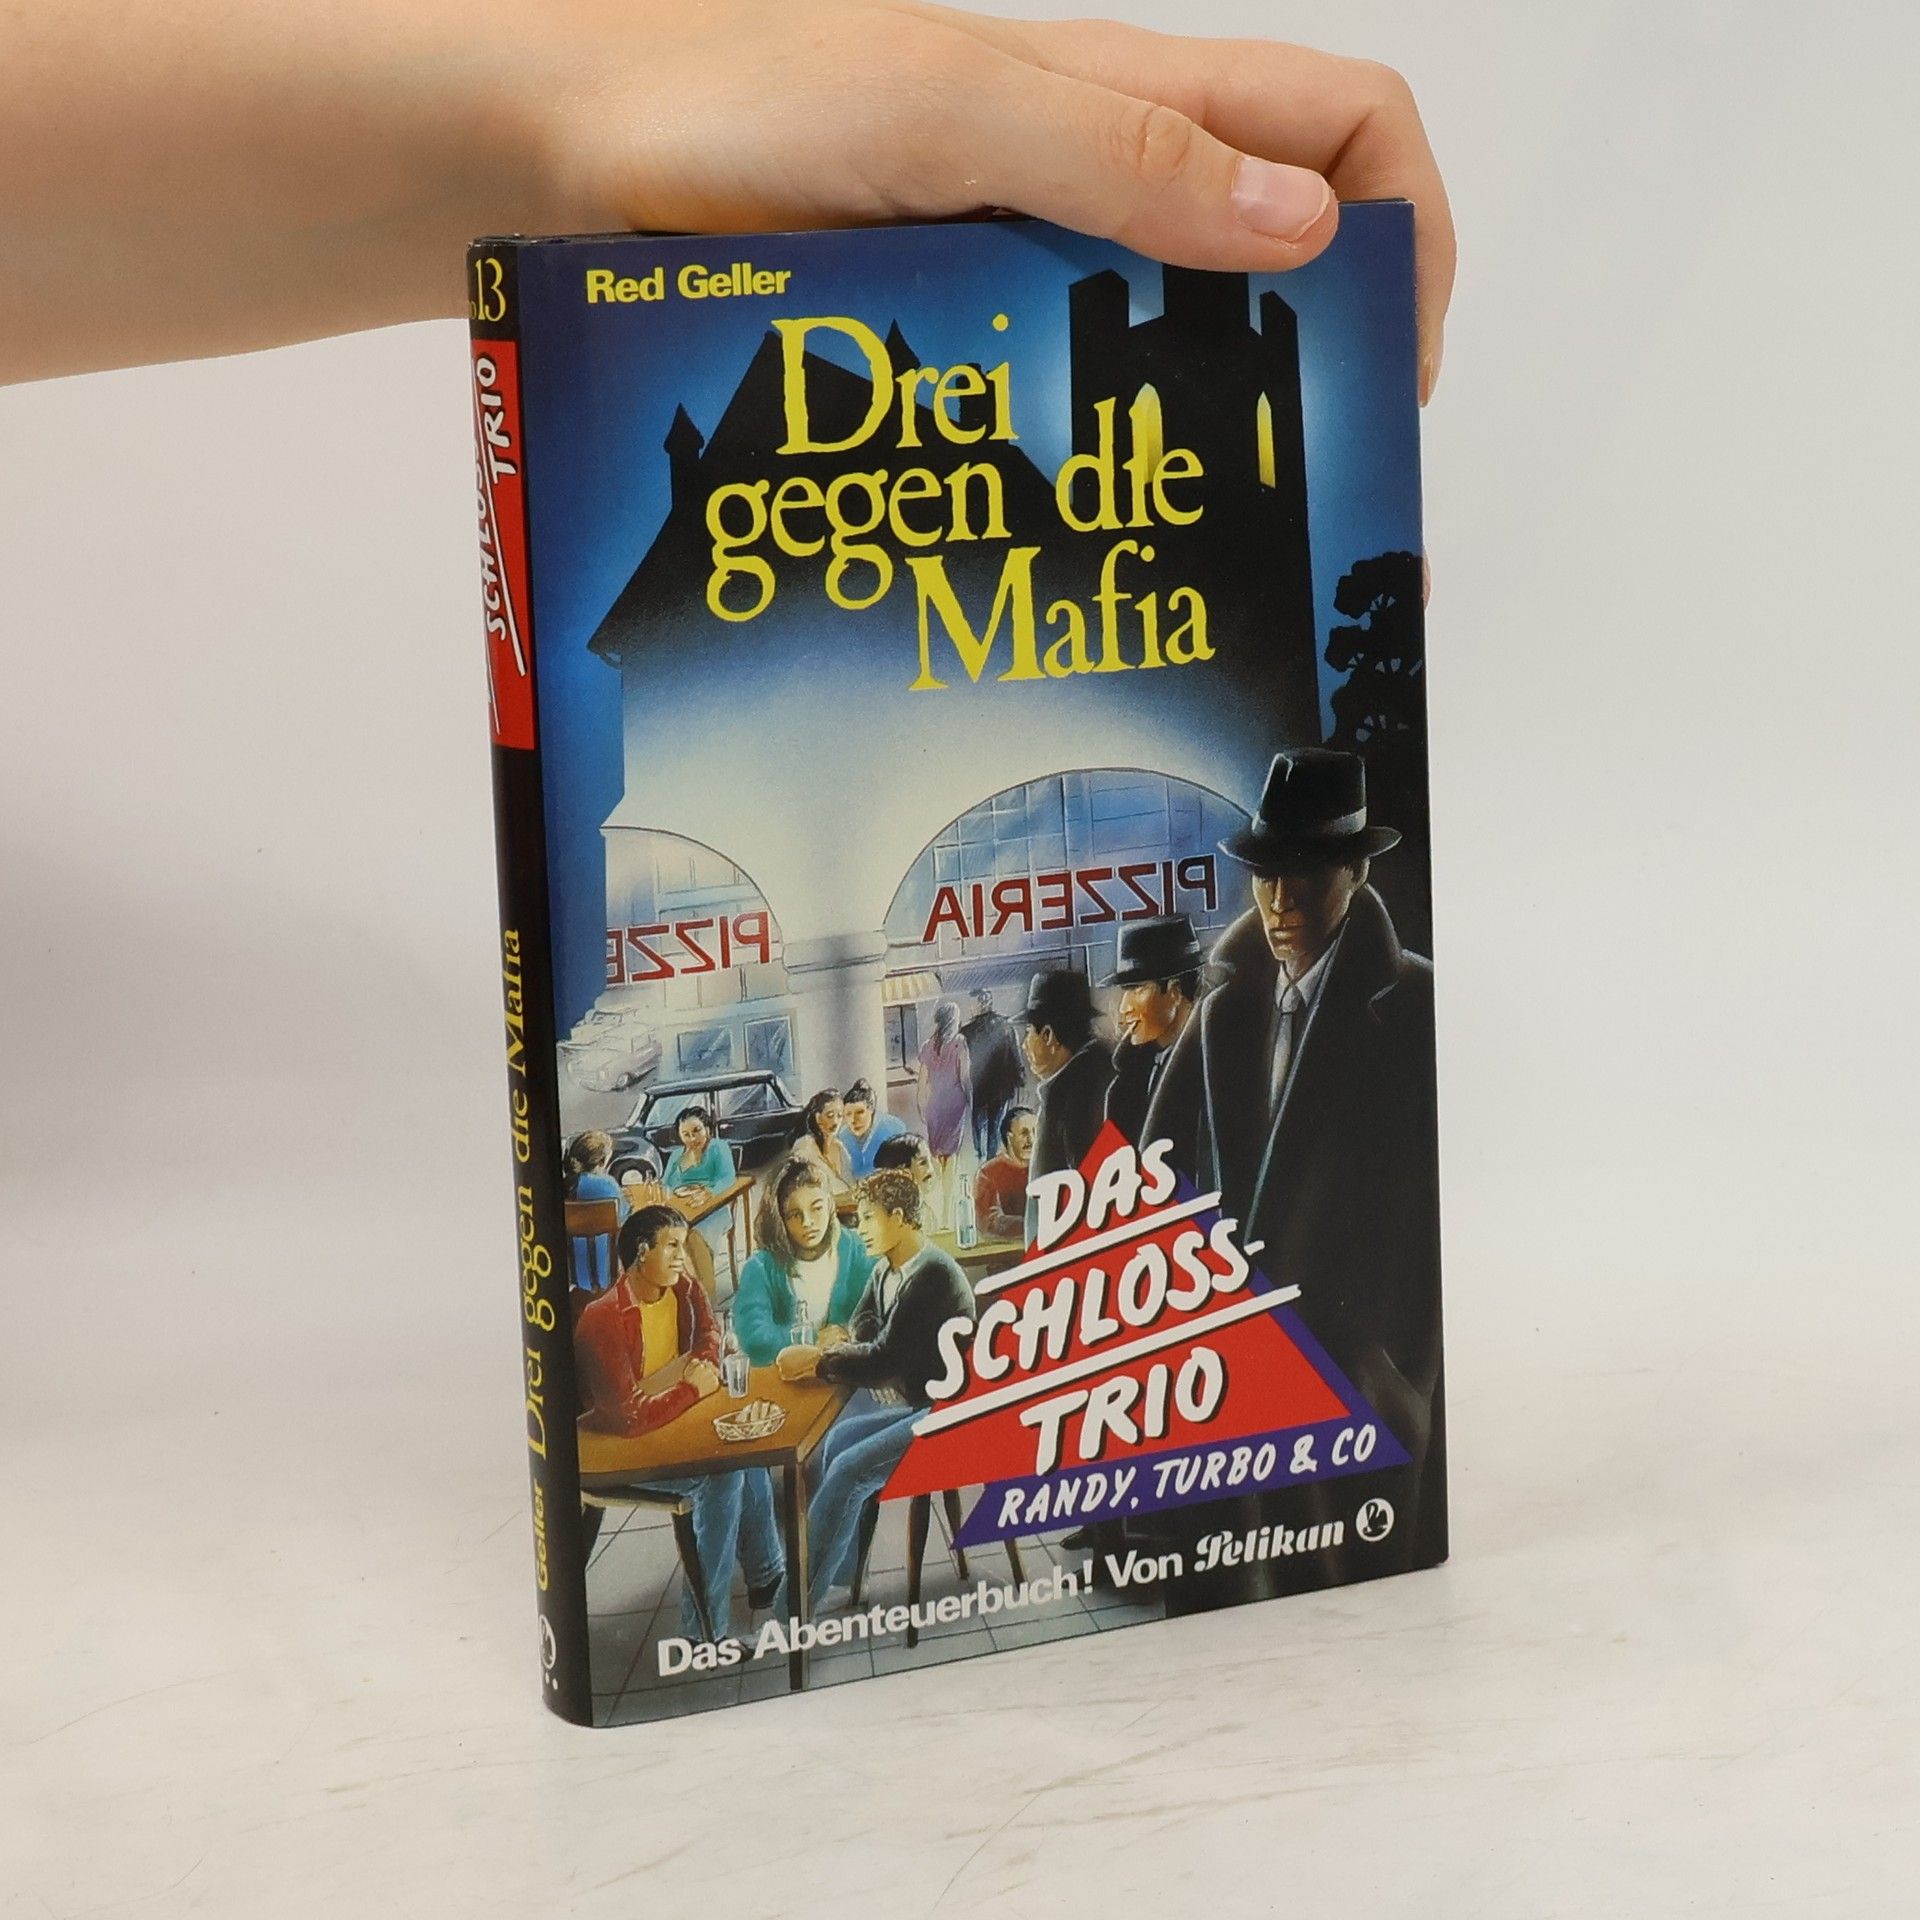 Red Geller
Drei
gegen die
Mafia
PIZZERIA
PIZZE
DAS
SCHLOSS-
TRIO
RANDY, TURBO & CO
Das Abenteuerbuch! Von Pelikan
13
SCHLOSS
TRIO
Geller Drei gegen die Mafia